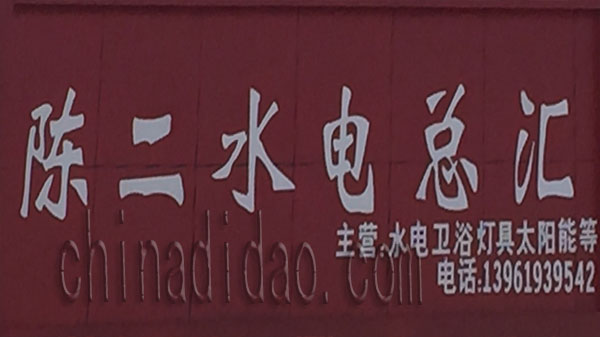 陈二水电总汇
主营:水电卫浴灯具太阳能等
电话:13961939542
chinadidao.com